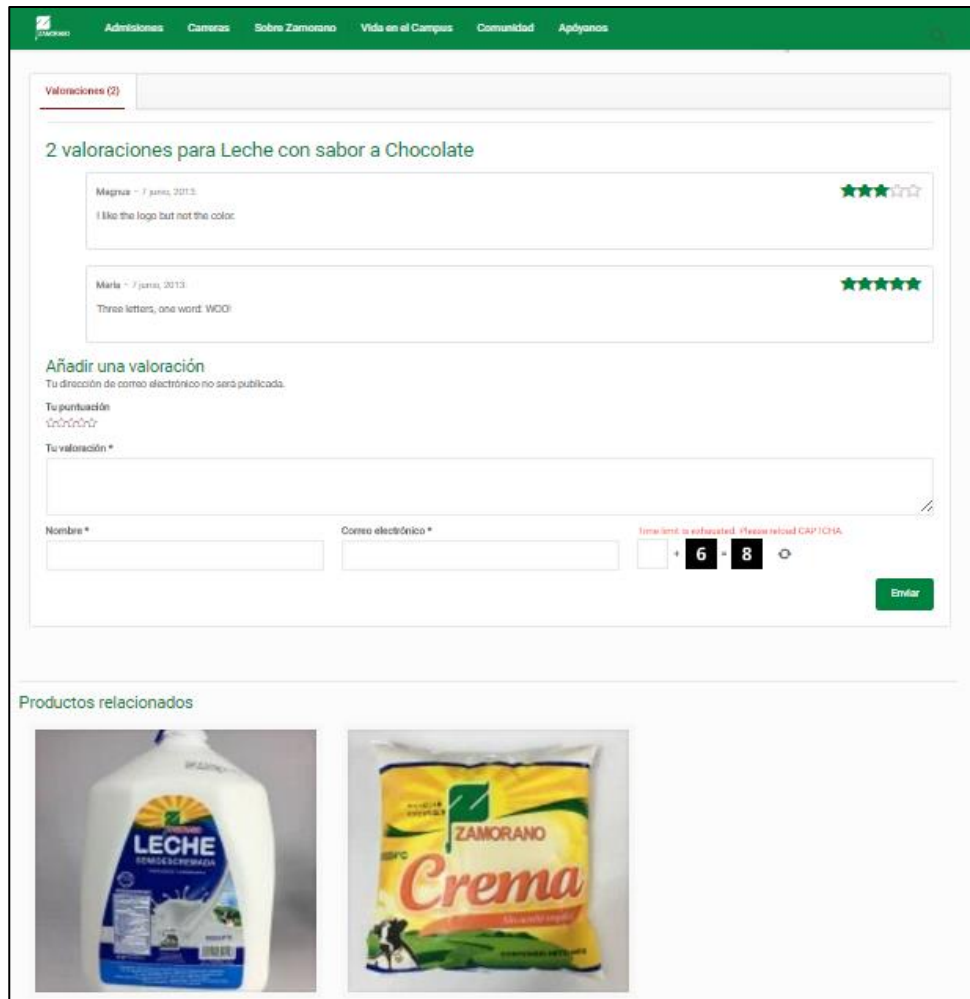 ZAMORANO
Admisiones Carreras Sobre Zamorano Vida en el Campus Comunidad Apóyanos
Valoraciones (2)
2 valoraciones para Leche con sabor a Chocolate
Magnus – 7 junio, 2013
I like the logo but not the color.
Maria – 7 junio, 2013
Three letters, one word: WOO!
Añadir una valoración
Tu dirección de correo electrónico no será publicada.
Tu puntuación
Tu valoración *
Nombre * Correo electrónico * Time limit is exhausted. Please reload CAPTCHA.
+ 6 = 8
Enviar
Productos relacionados
ZAMORANO
LECHE
SEMIDESCREMADA
ZAMORANO
Crema